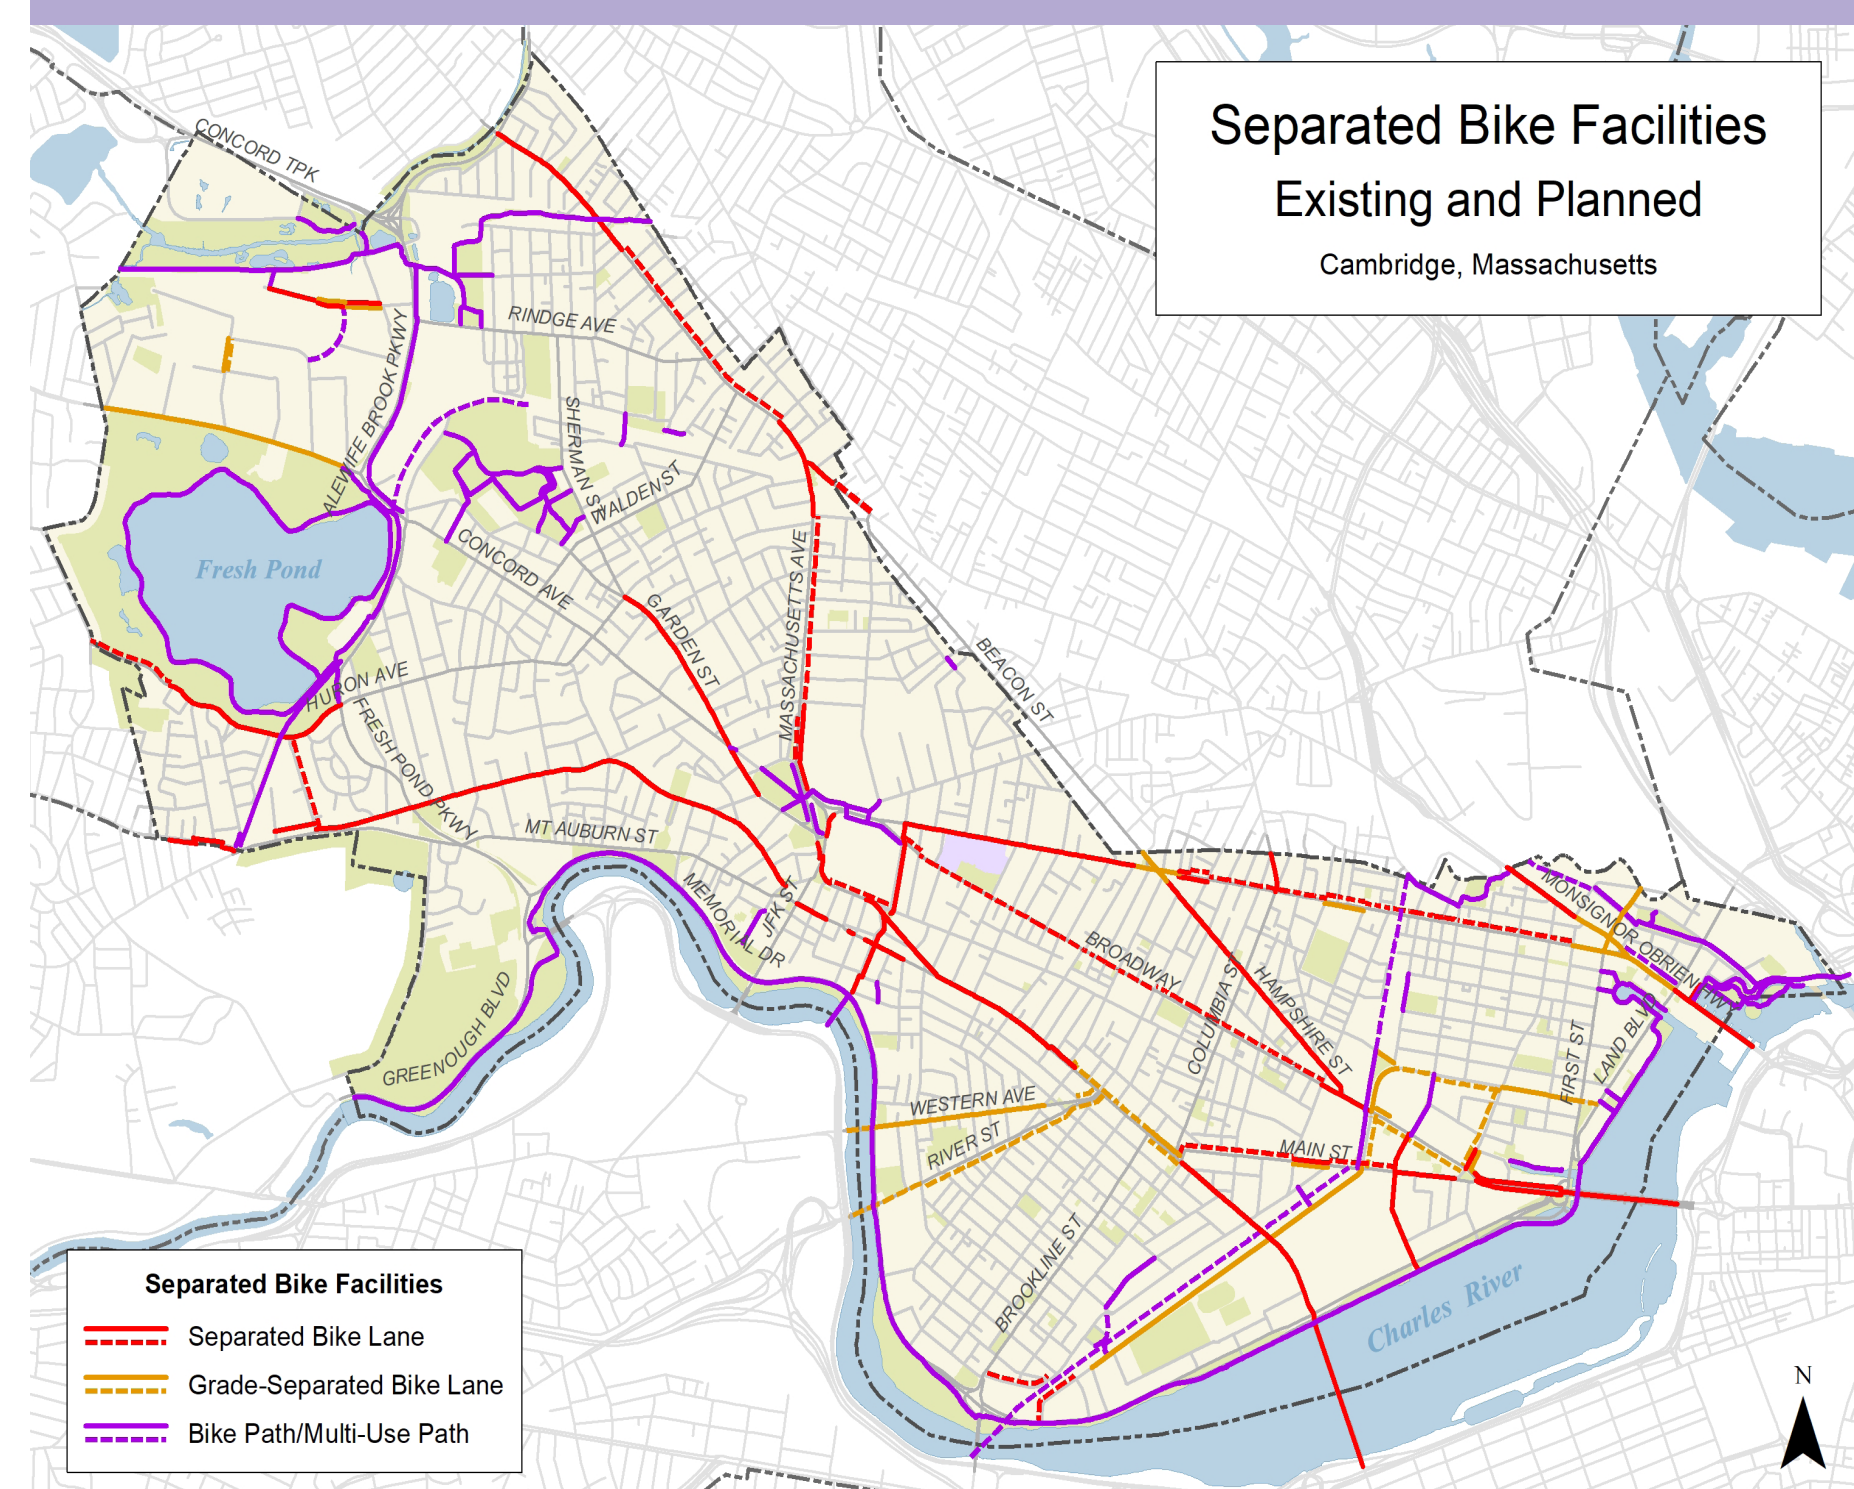 Separated Bike Facilities
Existing and Planned
Cambridge, Massachusetts
CONCORD TPK
RINDGE AVE
ALEWIFE BROOK PKWY
SHERMAN ST
WALDEN ST
CONCORD AVE
Fresh Pond
GARDEN ST
MASSACHUSETTS AVE
BEACON ST
HURON AVE
FRESH POND PKWY
MT AUBURN ST
MEMORIAL DR
JFK ST
GREENOUGH BLVD
BROADWAY
COLUMBIA ST
HAMPSHIRE ST
MONSIGNOR OBRIEN HWY
LAND BLVD
FIRST ST
WESTERN AVE
RIVER ST
MAIN ST
BROOKLINE ST
Charles River
Separated Bike Facilities
Separated Bike Lane
Grade-Separated Bike Lane
Bike Path/Multi-Use Path
N